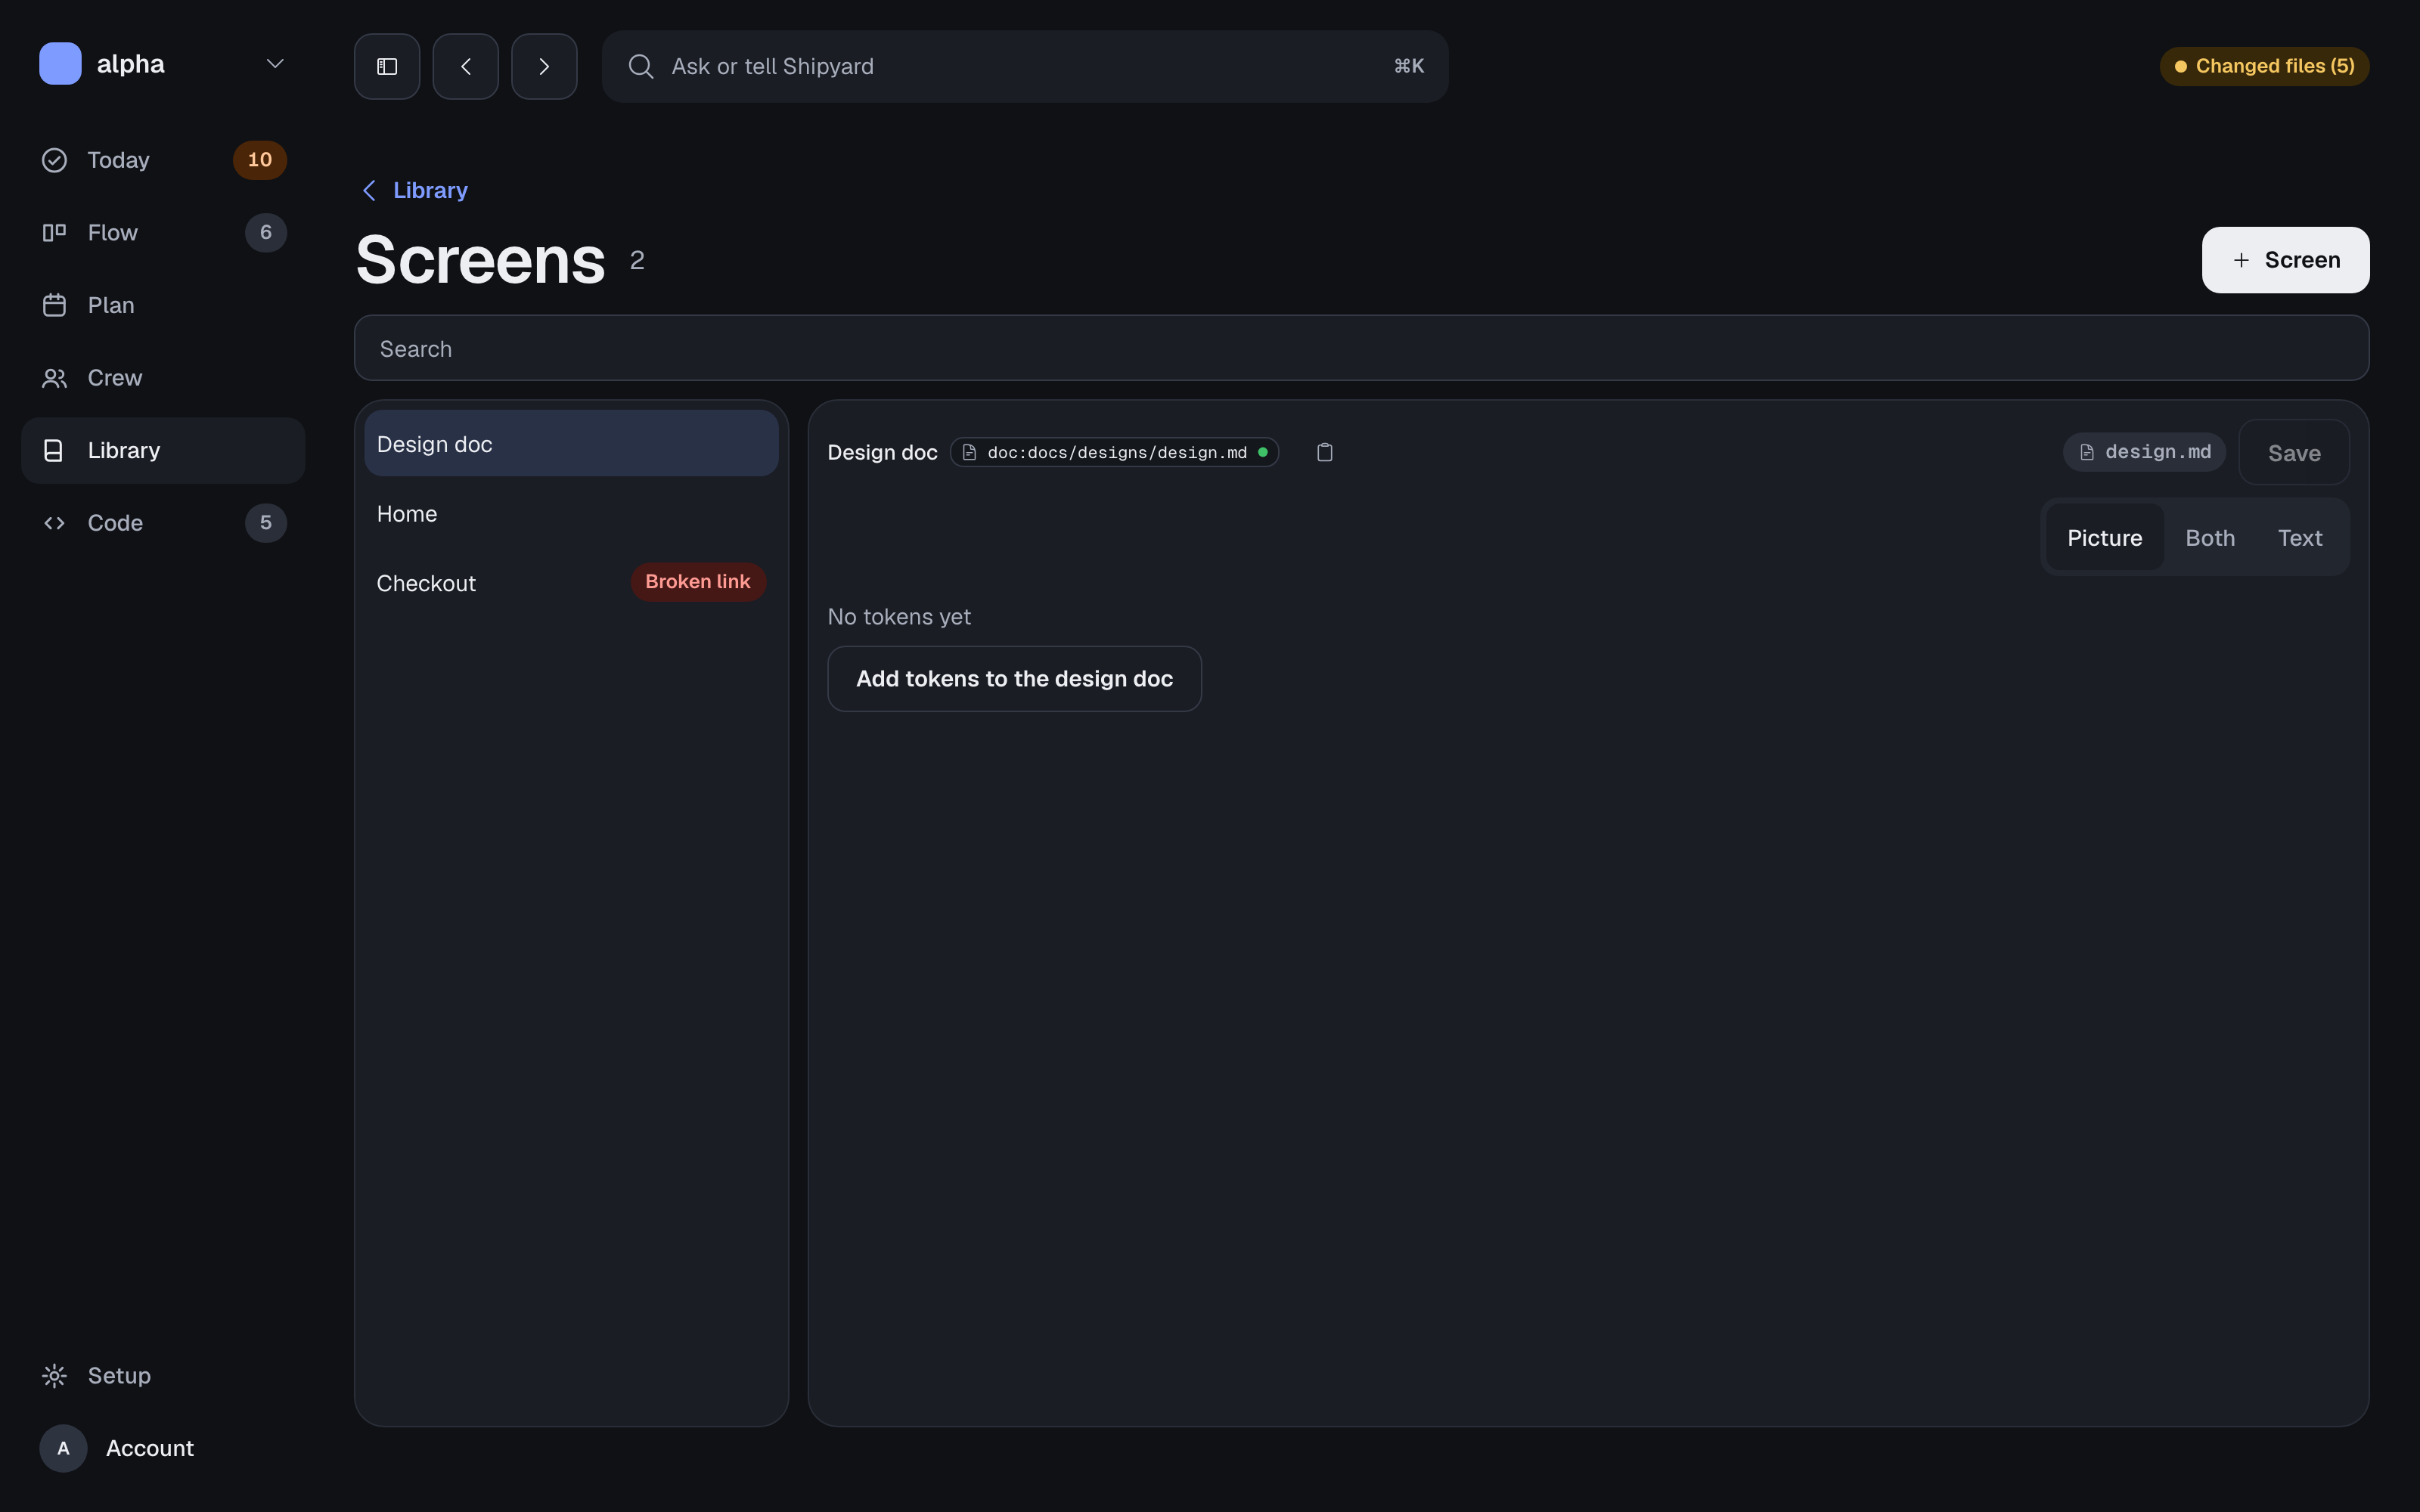 alpha
Ask or tell Shipyard
⌘K
Changed files (5)
Today
10
Flow
6
Plan
Crew
Library
Code
5
Setup
A
Account
Library
Screens
2
Screen
Search
Design doc
Home
Checkout
Broken link
Design doc
doc:docs/designs/design.md
design.md
Save
Picture
Both
Text
No tokens yet
Add tokens to the design doc